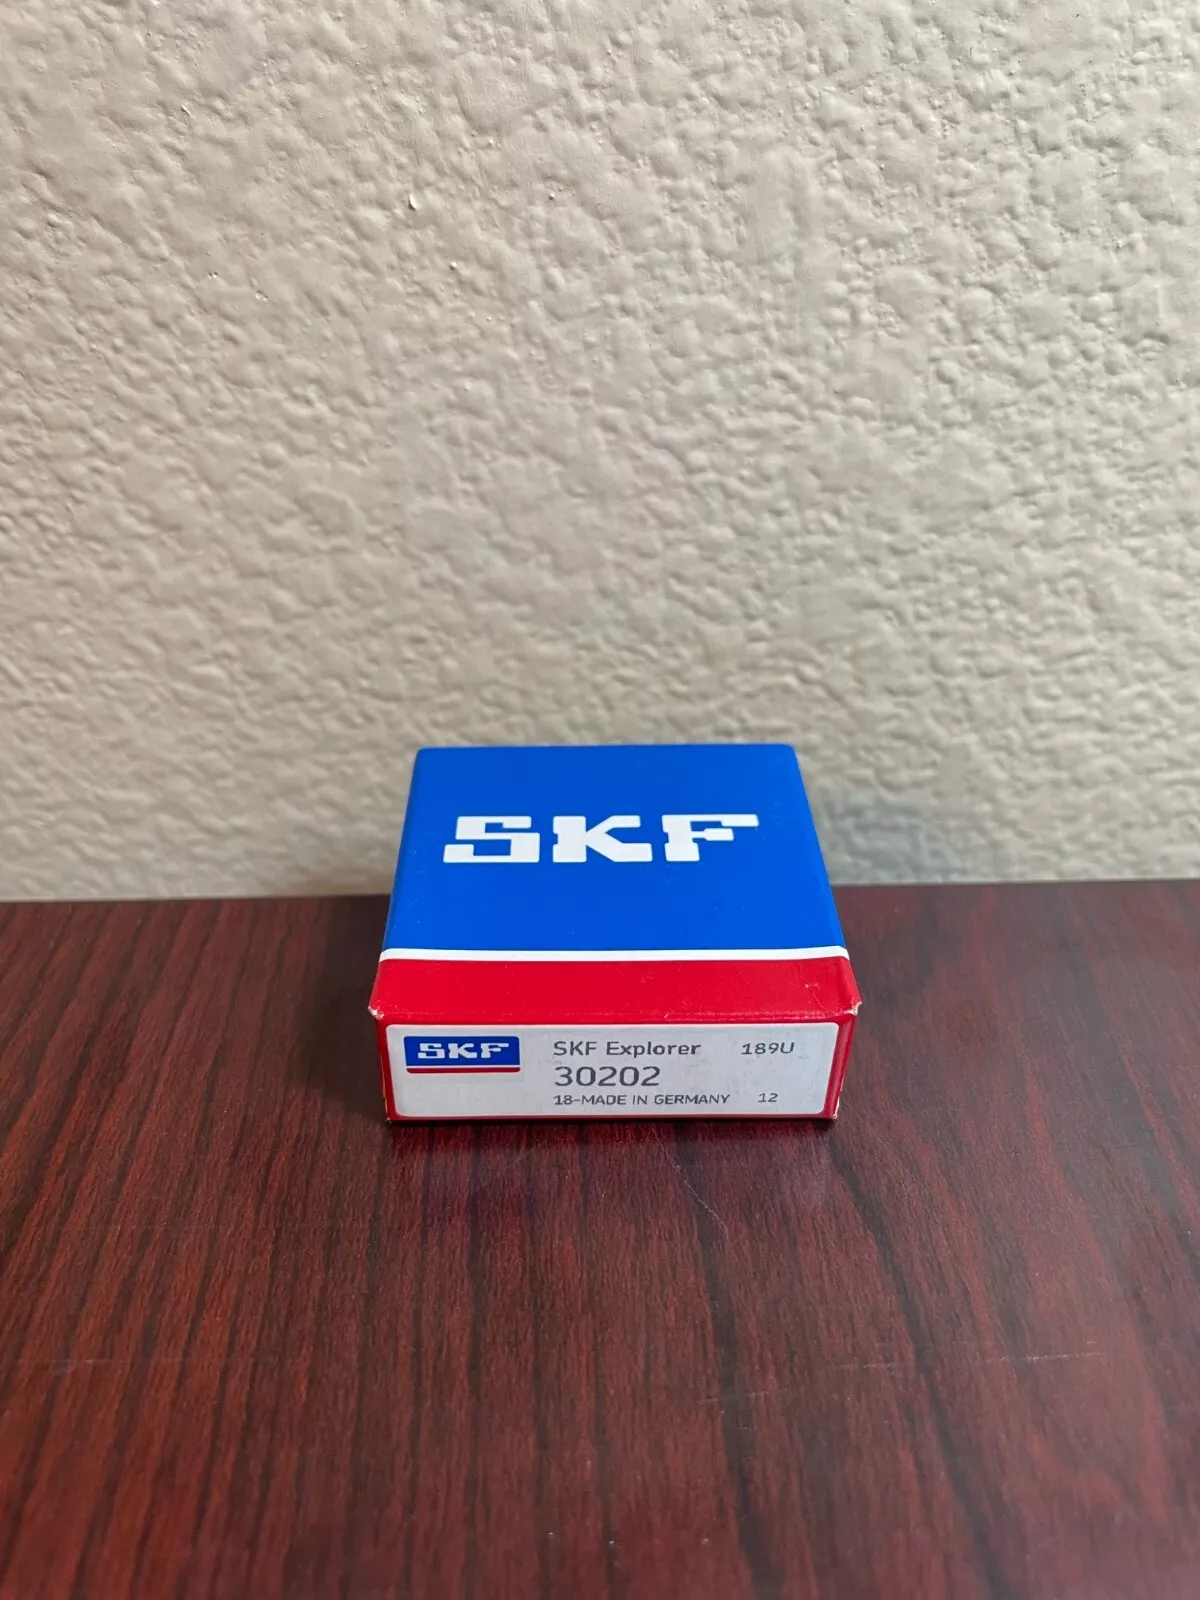 SKF
SKF
SKF Explorer 189U
30202
18-MADE IN GERMANY 12